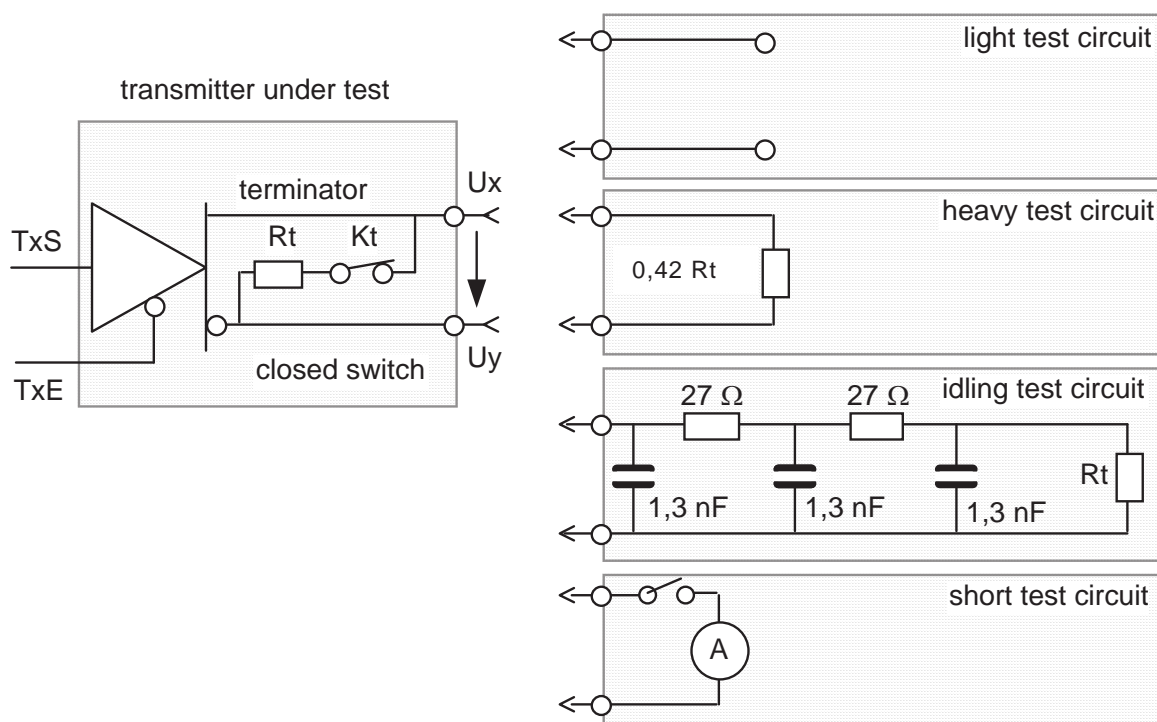 transmitter under test
TxS
TxE
terminator
Rt
Kt
closed switch
Ux
Uy
light test circuit
heavy test circuit
0,42 Rt
idling test circuit
27 Ω
27 Ω
1,3 nF
1,3 nF
1,3 nF
Rt
short test circuit
A